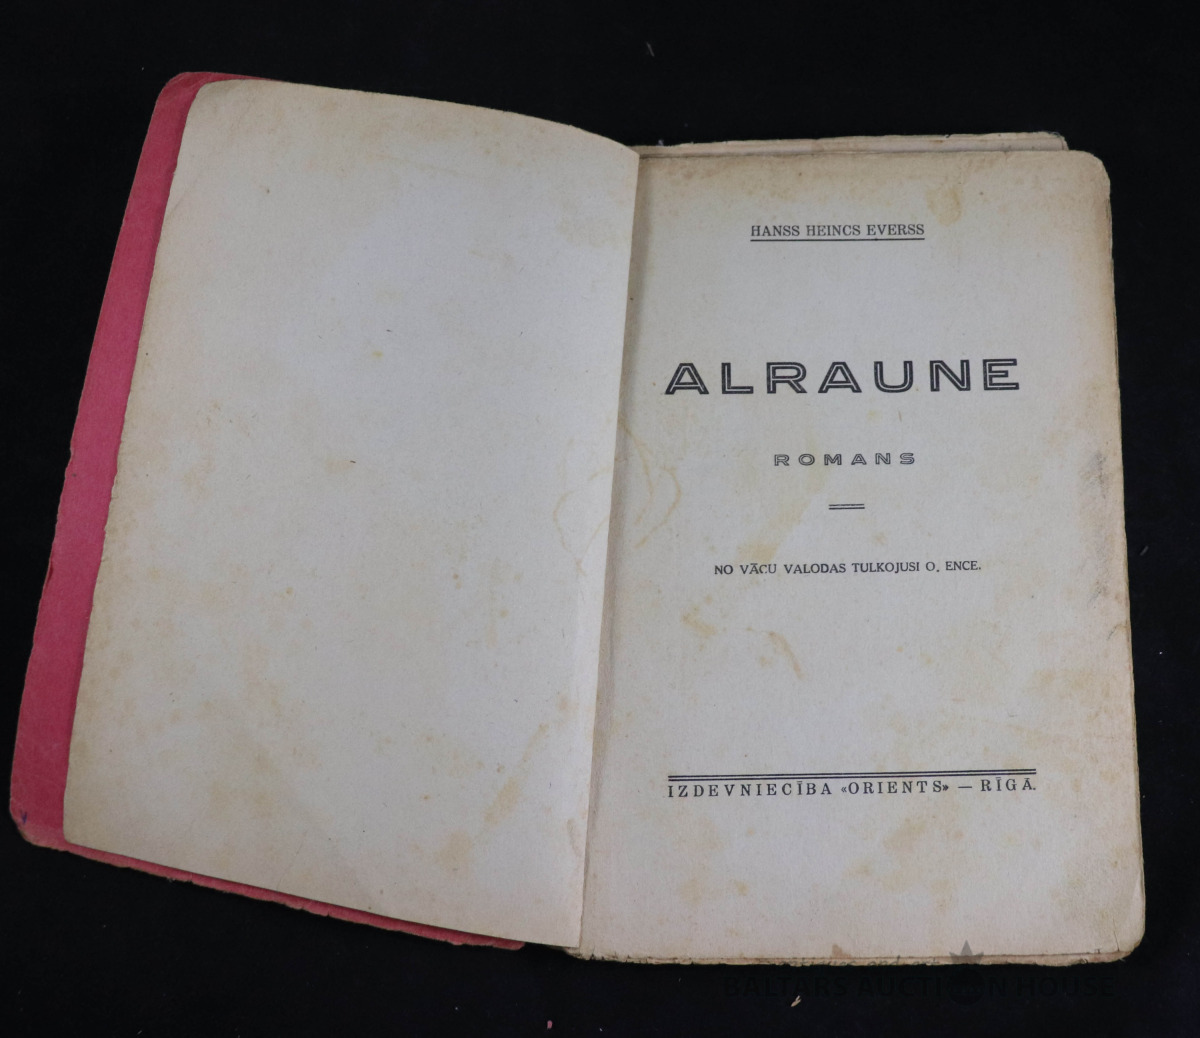 HANSS HEINCS EVERSS
ALRAUNE
ROMANS
NO VĀCU VALODAS TULKOJUSI O. ENCE.
IZDEVNIECĪBA «ORIENTS» — RĪGĀ.
BALTARS AUCTION HOUSE